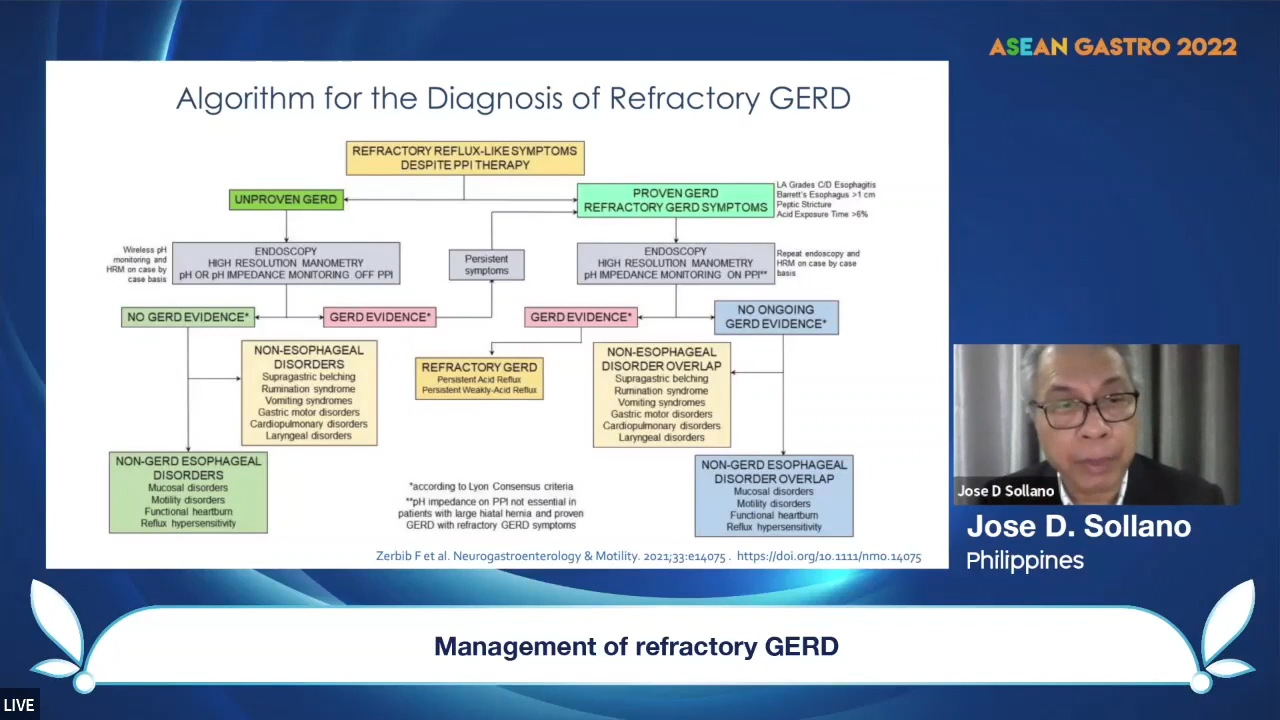 ASEAN GASTRO 2022
Algorithm for the Diagnosis of Refractory GERD
REFRACTORY REFLUX-LIKE SYMPTOMS
DESPITE PPI THERAPY
UNPROVEN GERD
PROVEN GERD
REFRACTORY GERD SYMPTOMS
LA Grades C/D Esophagitis
Barrett's Esophagus >1 cm
Peptic Stricture
Acid Exposure Time >6%
Wireless pH
monitoring and
HRM on case by
case basis
ENDOSCOPY
HIGH RESOLUTION MANOMETRY
pH OR pH IMPEDANCE MONITORING OFF PPI
Persistent
symptoms
ENDOSCOPY
HIGH RESOLUTION MANOMETRY
pH IMPEDANCE MONITORING ON PPI**
Repeat endoscopy and
HRM on case by case
basis
NO GERD EVIDENCE*
GERD EVIDENCE*
GERD EVIDENCE*
NO ONGOING
GERD EVIDENCE*
NON-ESOPHAGEAL
DISORDERS
Supragastric belching
Rumination syndrome
Vomiting syndromes
Gastric motor disorders
Cardiopulmonary disorders
Laryngeal disorders
REFRACTORY GERD
Persistent Acid Reflux
Persistent Weakly-Acid Reflux
NON-ESOPHAGEAL
DISORDER OVERLAP
Supragastric belching
Rumination syndrome
Vomiting syndromes
Gastric motor disorders
Cardiopulmonary disorders
Laryngeal disorders
NON-GERD ESOPHAGEAL
DISORDERS
Mucosal disorders
Motility disorders
Functional heartburn
Reflux hypersensitivity
*according to Lyon Consensus criteria
**pH impedance on PPI not essential in
patients with large hiatal hernia and proven
GERD with refractory GERD symptoms
NON-GERD ESOPHAGEAL
DISORDER OVERLAP
Mucosal disorders
Motility disorders
Functional heartburn
Reflux hypersensitivity
Zerbib F et al. Neurogastroenterology & Motility. 2021;33:e14075 . https://doi.org/10.1111/nmo.14075
Jose D Sollano
Jose D. Sollano
Philippines
Management of refractory GERD
LIVE